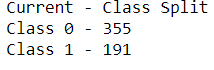 Current - Class Split
Class 0 - 355
Class 1 - 191